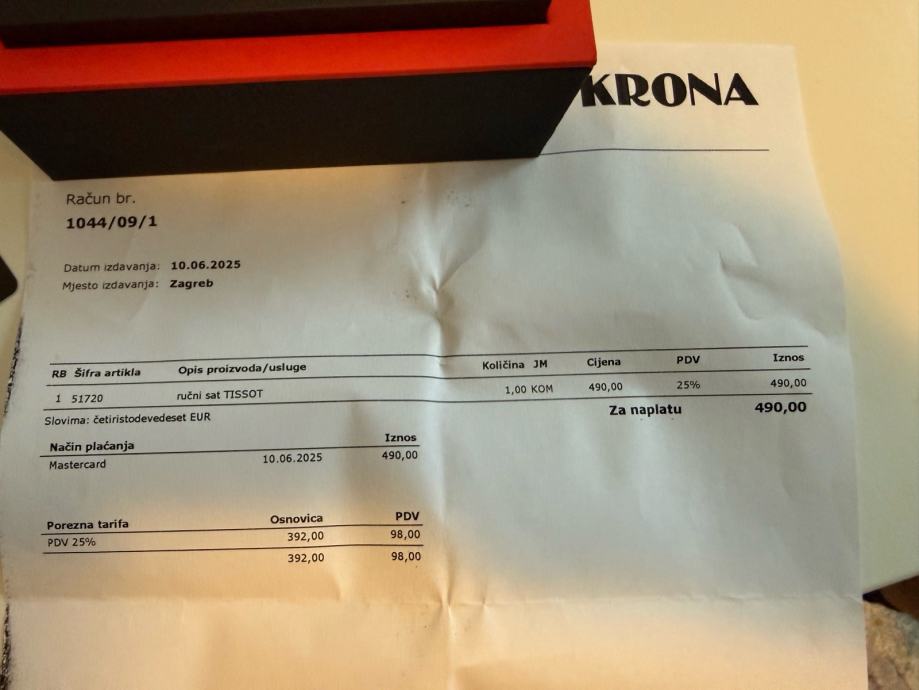 KRONA
Račun br.
1044/09/1
Datum izdavanja: 10.06.2025
Mjesto izdavanja: Zagreb
RB Šifra artikla Opis proizvoda/usluge Količina JM Cijena PDV Iznos
1 51720 ručni sat TISSOT 1,00 KOM 490,00 25% 490,00
Slovima: četiristodevedeset EUR Za naplatu 490,00
Način plaćanja Iznos
Mastercard 10.06.2025 490,00
Porezna tarifa Osnovica PDV
PDV 25% 392,00 98,00
392,00 98,00